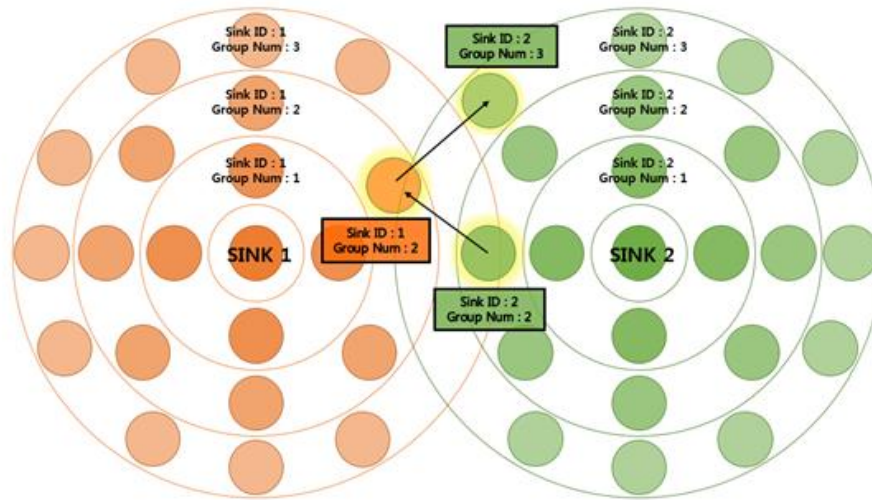 Sink ID : 1
Group Num : 3
Sink ID : 2
Group Num : 3
Sink ID : 2
Group Num : 3
Sink ID : 1
Group Num : 2
Sink ID : 2
Group Num : 2
Sink ID : 1
Group Num : 1
Sink ID : 2
Group Num : 1
Sink ID : 1
Group Num : 2
SINK 1
SINK 2
Sink ID : 2
Group Num : 2